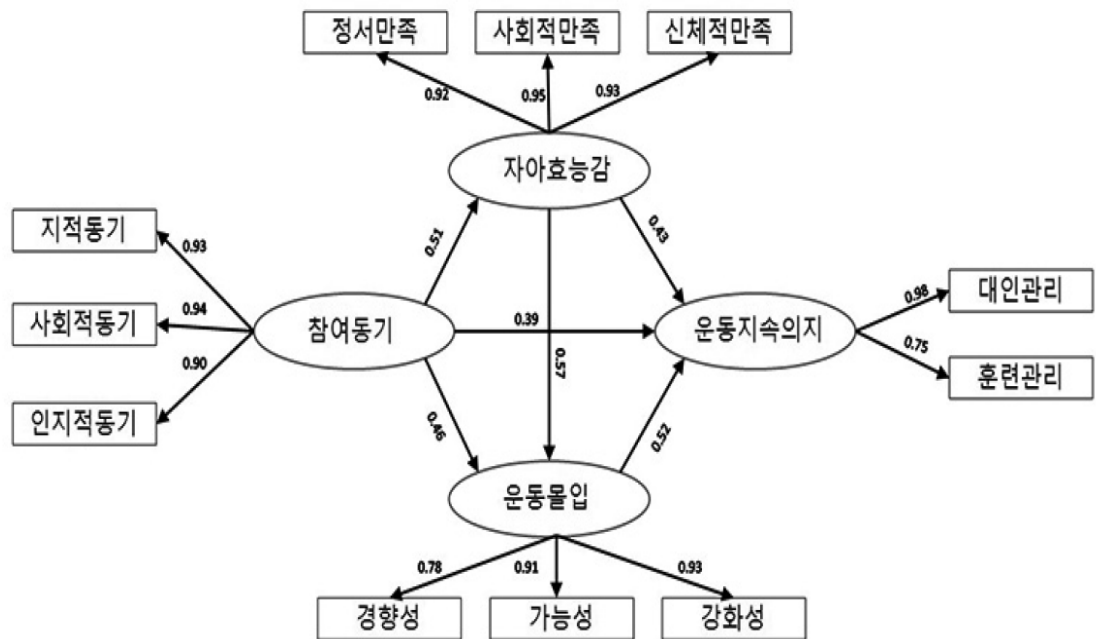 정서만족
사회적만족
신체적만족
0.92
0.95
0.93
자아효능감
지적동기
0.93
0.51
0.43
사회적동기
0.94
참여동기
0.39
운동지속의지
0.98
대인관리
0.90
0.57
0.75
훈련관리
인지적동기
0.46
0.52
운동몰입
0.78
0.91
0.93
경향성
가능성
강화성